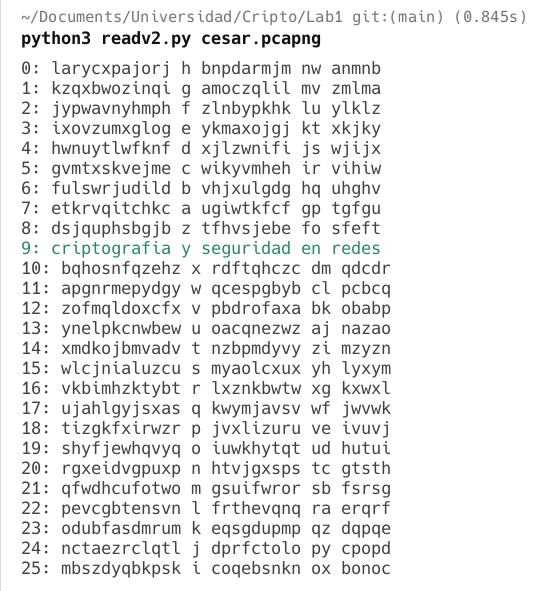 ~/Documents/Universidad/Cripto/Lab1 git:(main) (0.845s)
python3 readv2.py cesar.pcapng
0: larycxpajorj h bnpdarmjm nw anmnb
1: kzqxbwozinqi g amoczqlil mv zmlma
2: jypwavnyhmph f zlnbypkhk lu ylklz
3: ixovzumxglog e ykmaxojgj kt xkjky
4: hwnuytlwfknf d xjlzwnifi js wjijx
5: gvmtxskvejme c wikyvmheh ir vihiw
6: fulswrjudild b vhjxulgdg hq uhghv
7: etkrvqitchkc a ugiwtkfcf gp tgfgu
8: dsjquphsbgjb z tfhvsjebe fo sfeft
9: criptografia y seguridad en redes
10: bqhosnfqzehz x rdftqhczc dm qdcdr
11: apgnrmepydgy w qcespgbyb cl pcbcq
12: zofmqldoxcfx v pbdrofaxa bk obabp
13: ynelpkcnwbew u oacqnezwz aj nazao
14: xmdkojbmvadv t nzbpmdyvy zi mzyzn
15: wlcjnialuzcu s myaolcxux yh lyxym
16: vkbimhzktybt r lxznkbwtw xg kxwxl
17: ujahlgyjsxas q kwymjavsv wf jwvwk
18: tizgkfxirwzr p jvxlizuru ve ivuvj
19: shyfjewhqvyq o iuwkhytqt ud hutui
20: rgxeidvgpuxp n htvjgxsps tc gtsth
21: qfwdhcufotwo m gsuifwror sb fsrsg
22: pevcgbtensvn l frthevqnq ra erqrf
23: odubfasdmrum k eqsgdupmp qz dqpqe
24: nctaezrclqtl j dprfctolo py cpopd
25: mbszdyqbkpsk i coqebsnkn ox bonoc